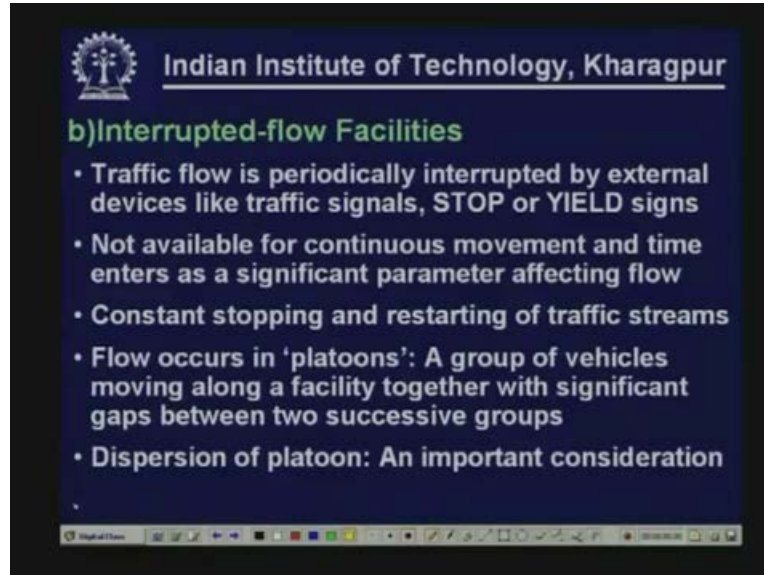 Indian Institute of Technology, Kharagpur
b)Interrupted-flow Facilities
• Traffic flow is periodically interrupted by external
devices like traffic signals, STOP or YIELD signs
• Not available for continuous movement and time
enters as a significant parameter affecting flow
• Constant stopping and restarting of traffic streams
• Flow occurs in ‘platoons’: A group of vehicles
moving along a facility together with significant
gaps between two successive groups
• Dispersion of platoon: An important consideration